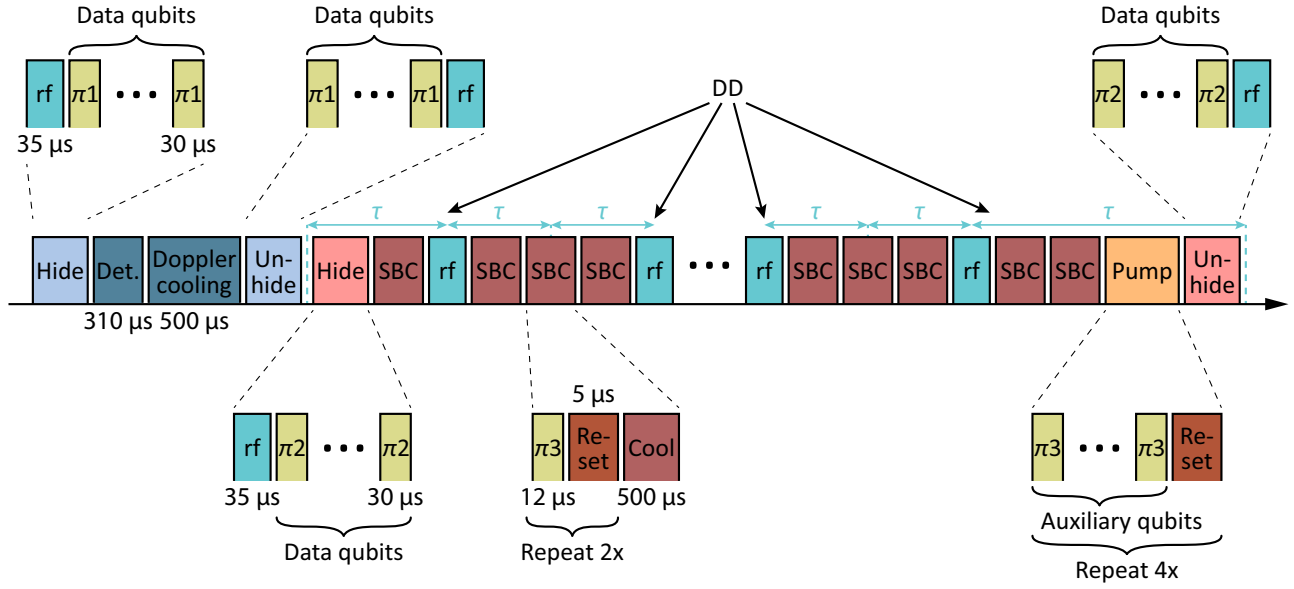 Data qubits
Data qubits
Data qubits
rf π1 ••• π1
π1 ••• π1 rf
DD
π2 ••• π2 rf
35 μs 30 μs
τ τ τ τ τ τ
Hide Det. Doppler cooling Un-hide Hide SBC rf SBC SBC SBC rf ••• rf SBC SBC SBC rf SBC SBC Pump Un-hide
310 μs 500 μs
5 μs
rf π2 ••• π2
π3 Re-set Cool
π3 ••• π3 Re-set
35 μs 30 μs
12 μs 500 μs
Data qubits
Repeat 2x
Auxiliary qubits
Repeat 4x